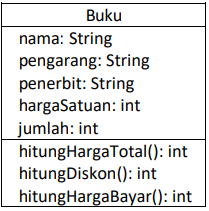 Buku
nama: String
pengarang: String
penerbit: String
hargaSatuan: int
jumlah: int
hitungHargaTotal(): int
hitungDiskon(): int
hitungHargaBayar(): int